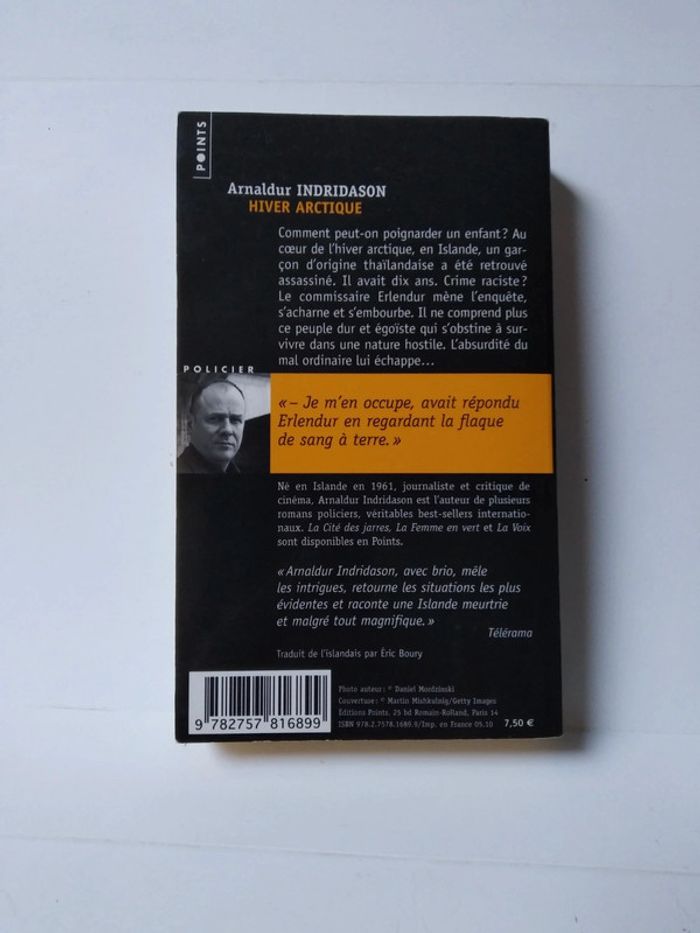 POINTS
Arnaldur INDRIDASON
HIVER ARCTIQUE
Comment peut-on poignarder un enfant ? Au
cœur de l'hiver arctique, en Islande, un gar-
çon d'origine thaïlandaise a été retrouvé
assassiné. Il avait dix ans. Crime raciste ?
Le commissaire Erlendur mène l'enquête,
s'acharne et s'embourbe. Il ne comprend plus
ce peuple dur et égoïste qui s'obstine à sur-
vivre dans une nature hostile. L'absurdité du
mal ordinaire lui échappe…
POLICIER
« – Je m'en occupe, avait répondu
Erlendur en regardant la flaque
de sang à terre. »
Né en Islande en 1961, journaliste et critique de
cinéma, Arnaldur Indridason est l'auteur de plusieurs
romans policiers, véritables best-sellers internatio-
naux. La Cité des jarres, La Femme en vert et La Voix
sont disponibles en Points.
« Arnaldur Indridason, avec brio, mêle
les intrigues, retourne les situations les plus
évidentes et raconte une Islande meurtrie
et malgré tout magnifique. »
Télérama
Traduit de l'islandais par Éric Boury
Photo auteur : © Daniel Mordzinski
Couverture : © Martin Mishkulnig/Getty Images
Éditions Points, 25 bd Romain-Rolland, Paris 14
ISBN 978.2.7578.1689.9/Imp. en France 05.10
7,50 €
9 782757 816899